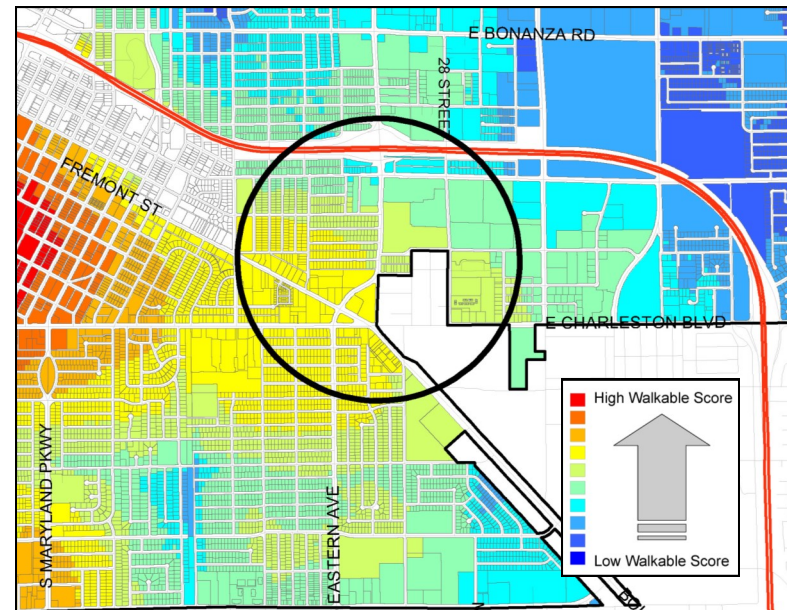 E BONANZA RD
28 STREE
FREMONT ST
E CHARLESTON BLVD
High Walkable Score
Low Walkable Score
S MARYLAND PKWY
EASTERN AVE
N